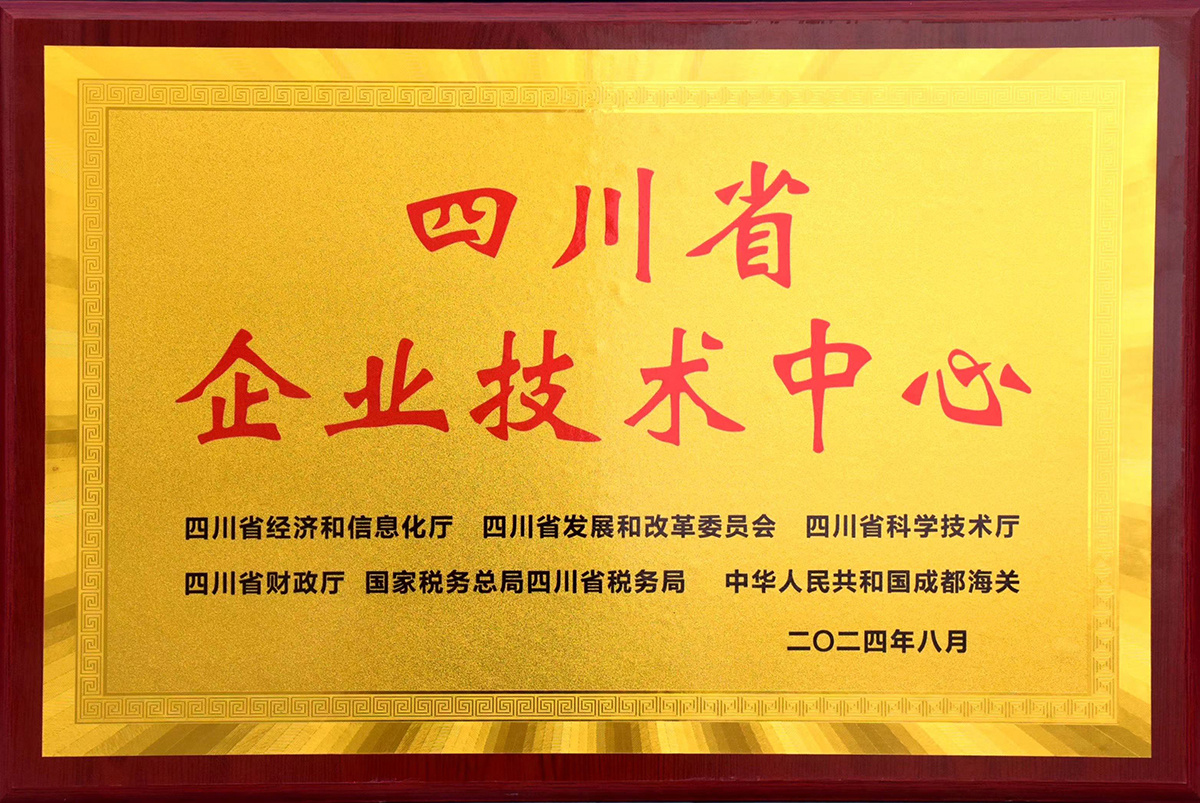 四川省
企业技术中心
四川省经济和信息化厅 四川省发展和改革委员会 四川省科学技术厅
四川省财政厅 国家税务总局四川省税务局 中华人民共和国成都海关
二〇二四年八月